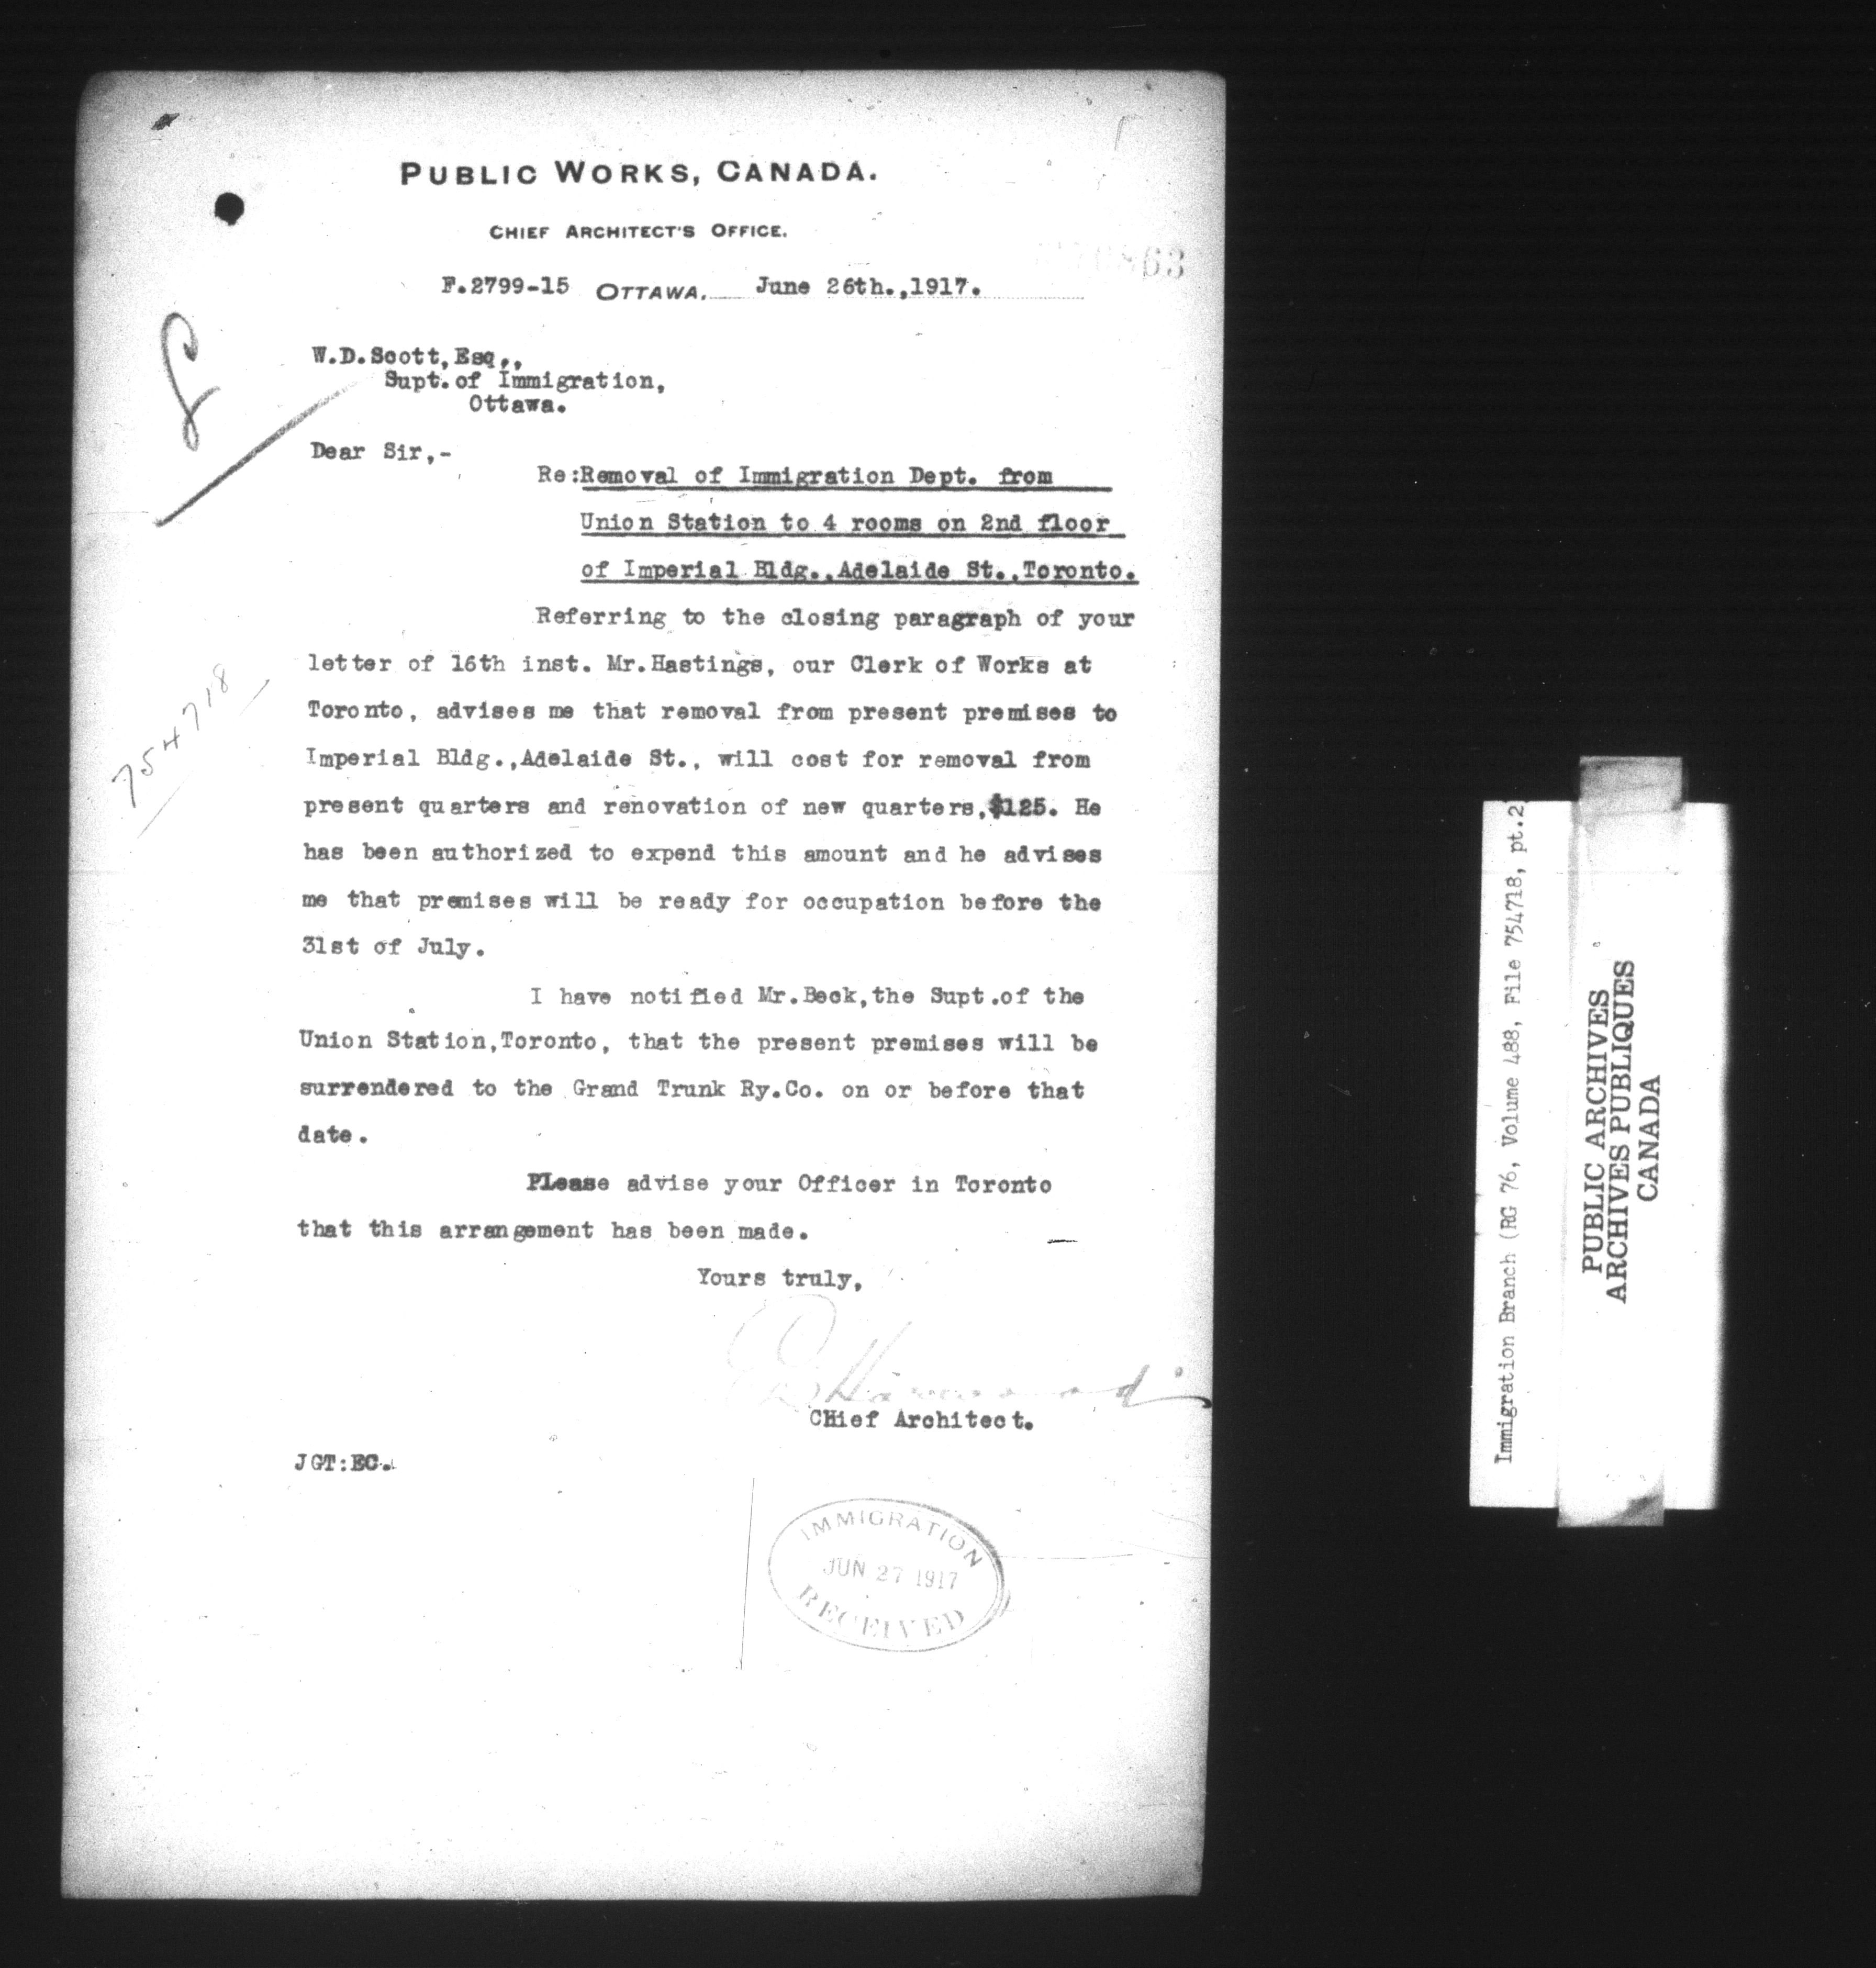 PUBLIC WORKS, CANADA.
CHIEF ARCHITECT'S OFFICE.
863
F.2799-15 OTTAWA, June 26th.,1917.
W.D.Scott,Esq.,,
Supt.of Immigration,
Ottawa.
Dear Sir,-
Re:Removal of Immigration Dept. from
Union Station to 4 rooms on 2nd floor
of Imperial Bldg.,Adelaide St.,Toronto.
Referring to the closing paragraph of your
letter of 16th inst. Mr.Hastings, our Clerk of Works at
Toronto, advises me that removal from present premises to
Imperial Bldg.,Adelaide St., will cost for removal from
present quarters and renovation of new quarters,$125. He
has been authorized to expend this amount and he advises
me that premises will be ready for occupation before the
31st of July.
754718
I have notified Mr.Beck,the Supt.of the
Union Station,Toronto, that the present premises will be
surrendered to the Grand Trunk Ry.Co. on or before that
date.
Please advise your Officer in Toronto
that this arrangement has been made.
Yours truly,
CHief Architect.
JGT:EC.
IMMIGRATION
JUN 27 1917
RECEIVED
Immigration Branch (RG 76, Volume 488, File 754718, pt.2
PUBLIC ARCHIVES
ARCHIVES PUBLIQUES
CANADA